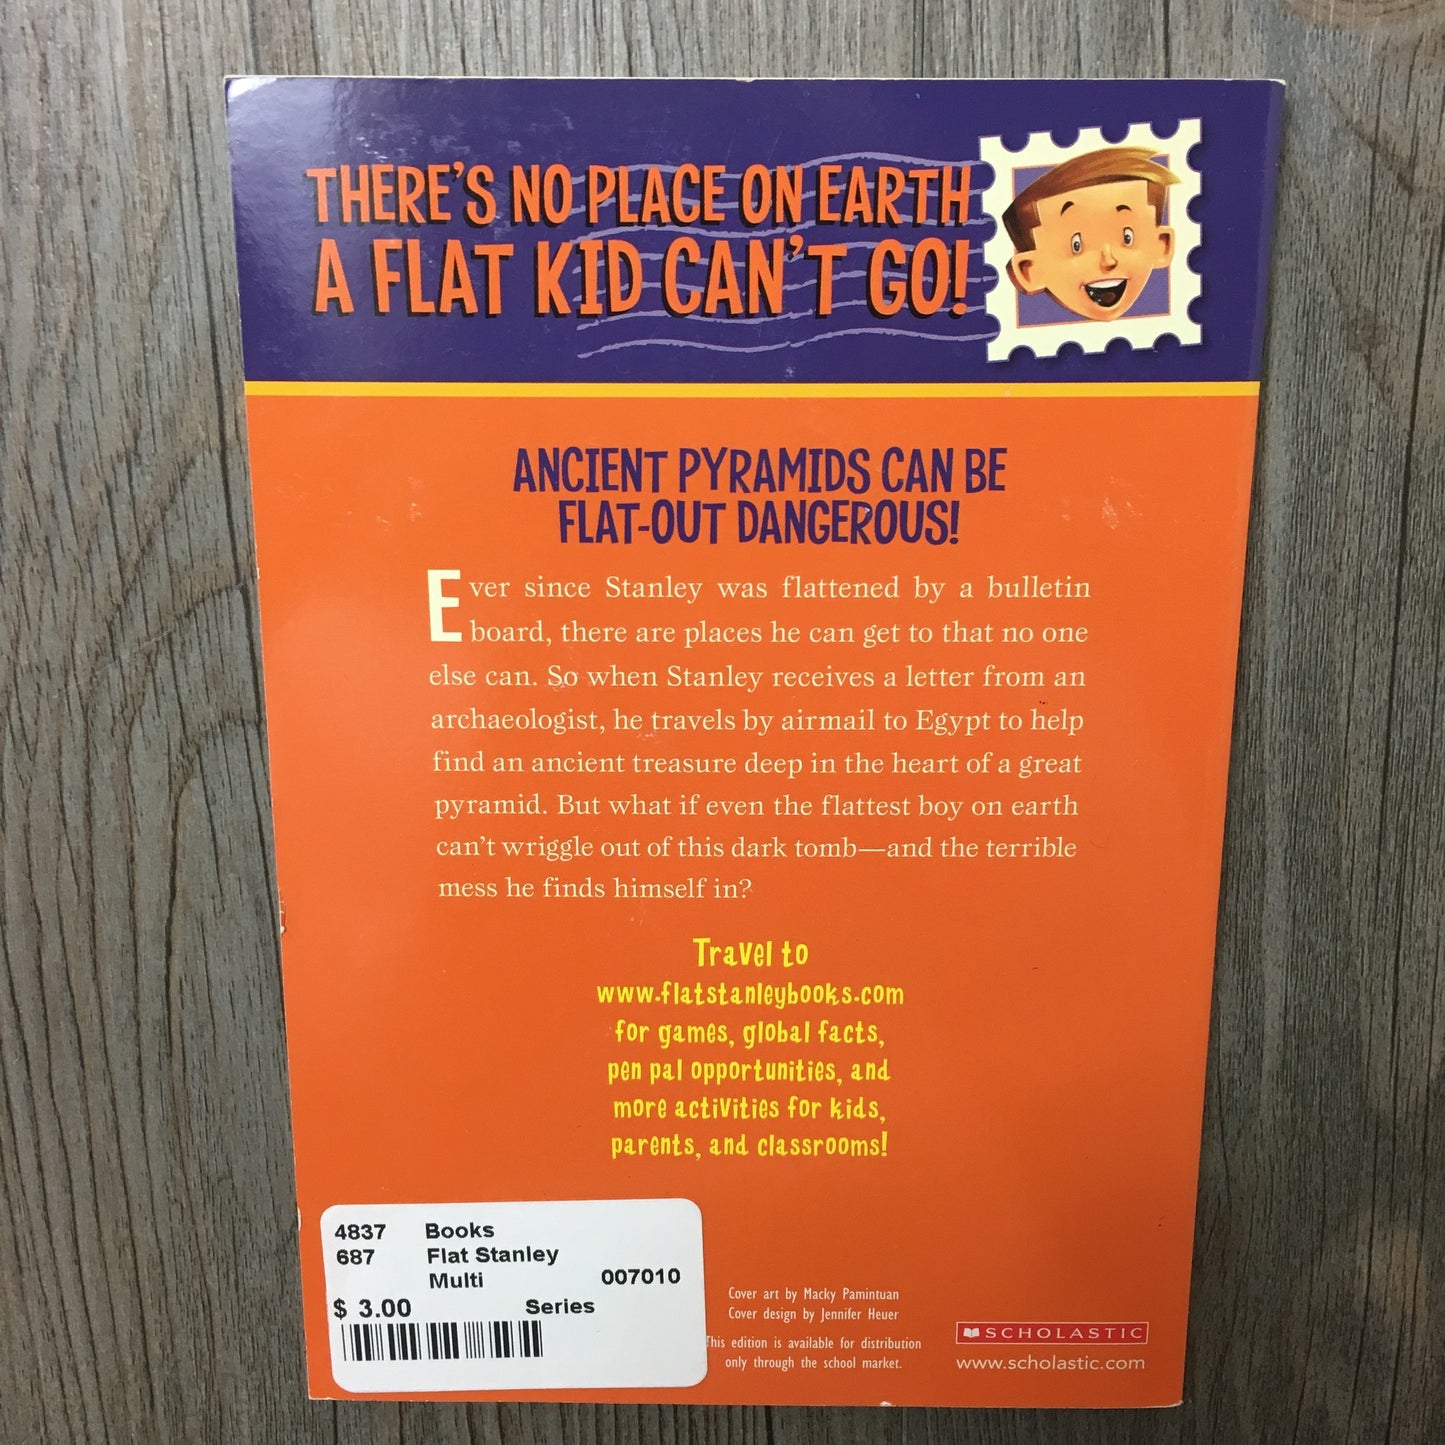 THERE'S NO PLACE ON EARTH
A FLAT KID CAN'T GO!
ANCIENT PYRAMIDS CAN BE
FLAT-OUT DANGEROUS!
Ever since Stanley was flattened by a bulletin
board, there are places he can get to that no one
else can. So when Stanley receives a letter from an
archaeologist, he travels by airmail to Egypt to help
find an ancient treasure deep in the heart of a great
pyramid. But what if even the flattest boy on earth
can't wriggle out of this dark tomb—and the terrible
mess he finds himself in?
Travel to
www.flatstanleybooks.com
for games, global facts,
pen pal opportunities, and
more activities for kids,
parents, and classrooms!
4837 Books
687 Flat Stanley
Multi 007010
$ 3.00 Series
Cover art by Macky Pamintuan
Cover design by Jennifer Heuer
This edition is available for distribution
only through the school market.
SCHOLASTIC
www.scholastic.com